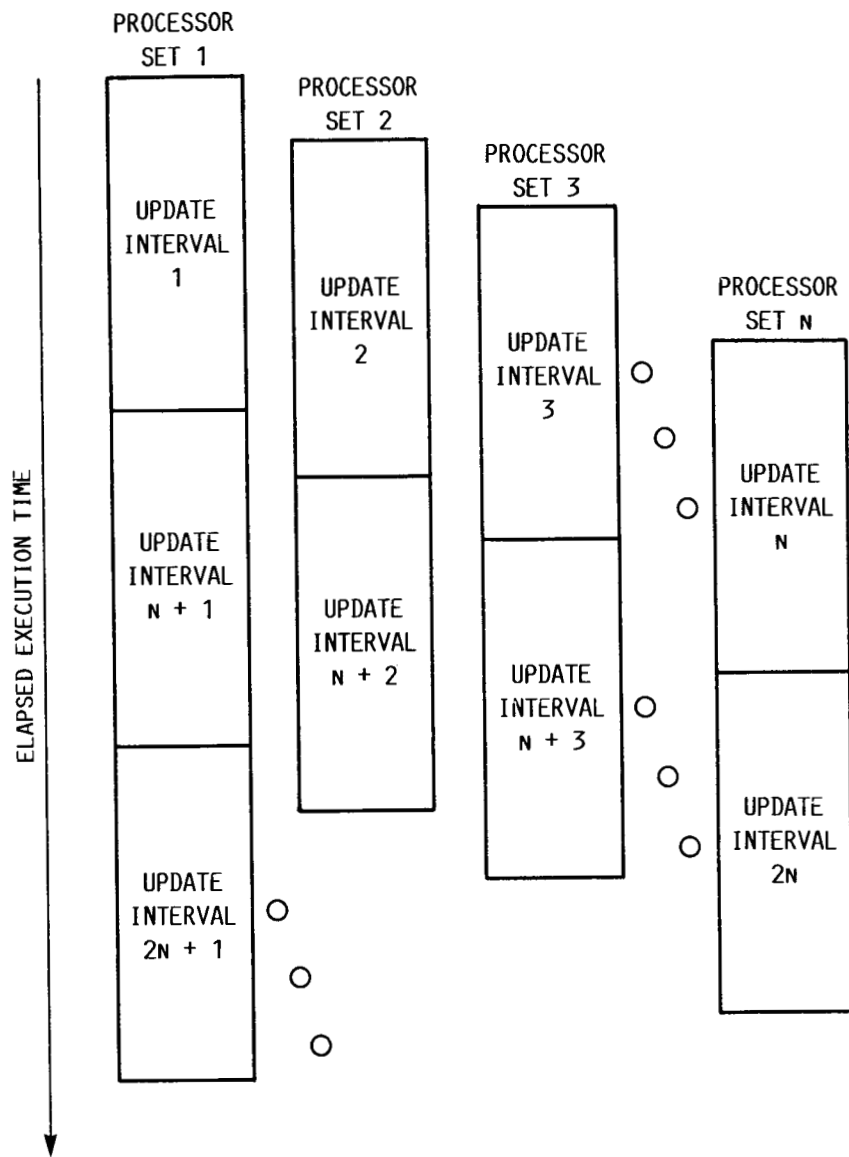 PROCESSOR
SET 1
UPDATE
INTERVAL
1
UPDATE
INTERVAL
N + 1
UPDATE
INTERVAL
2N + 1
PROCESSOR
SET 2
UPDATE
INTERVAL
2
UPDATE
INTERVAL
N + 2
PROCESSOR
SET 3
UPDATE
INTERVAL
3
UPDATE
INTERVAL
N + 3
PROCESSOR
SET N
UPDATE
INTERVAL
N
UPDATE
INTERVAL
2N
ELAPSED EXECUTION TIME